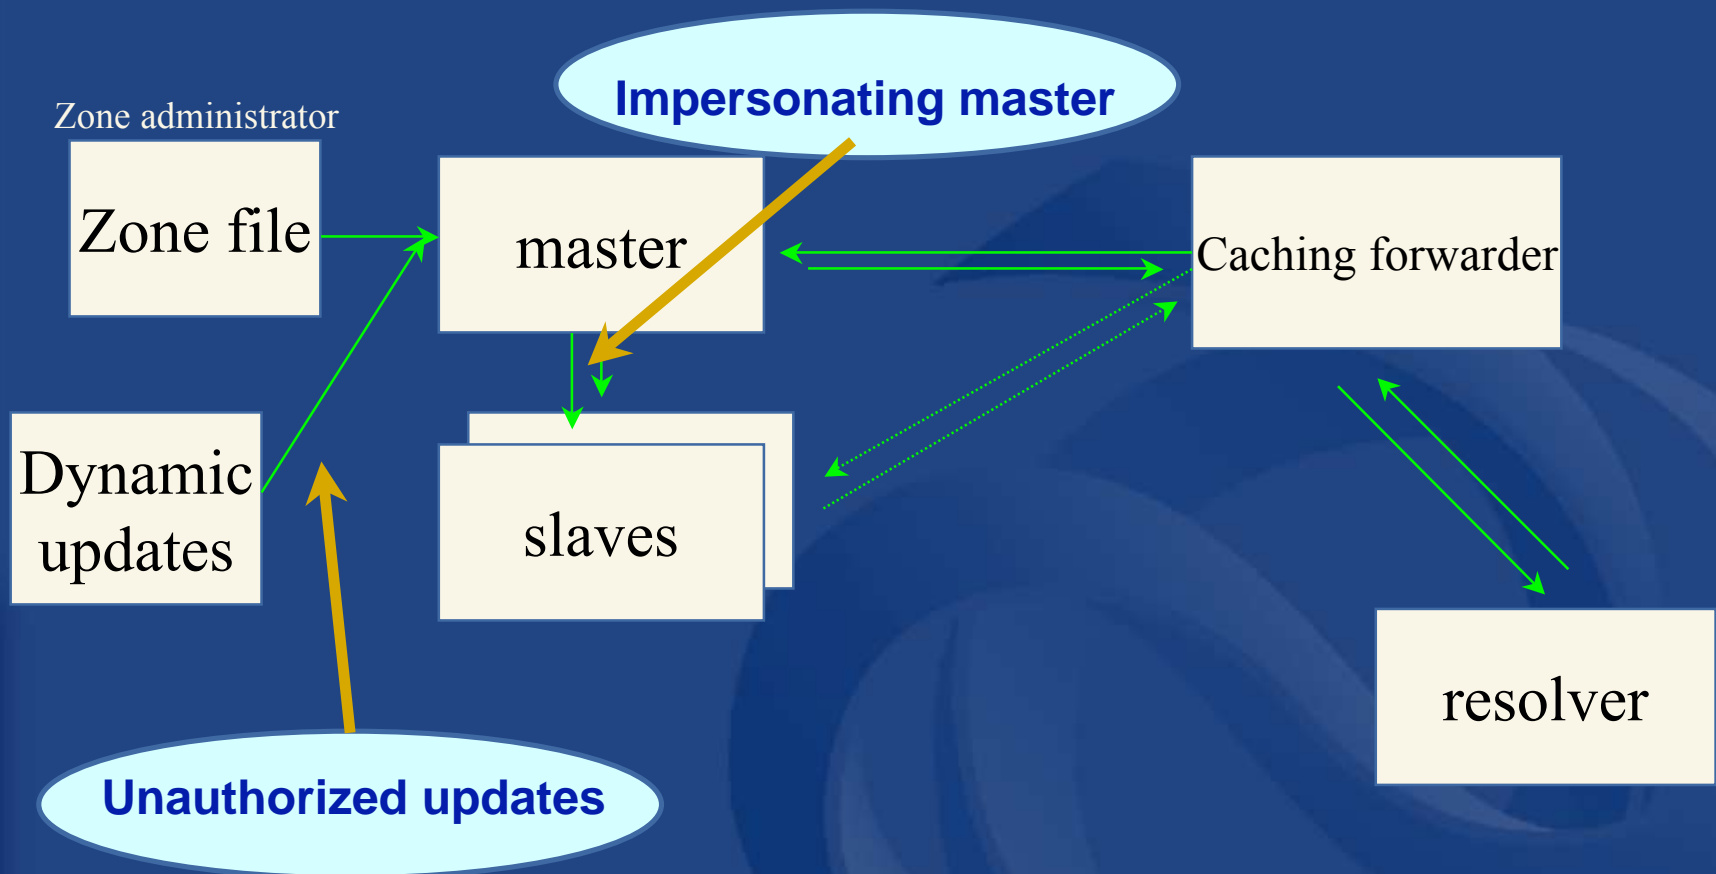 Impersonating master
Zone administrator
Zone file
master
Caching forwarder
Dynamic
updates
slaves
resolver
Unauthorized updates